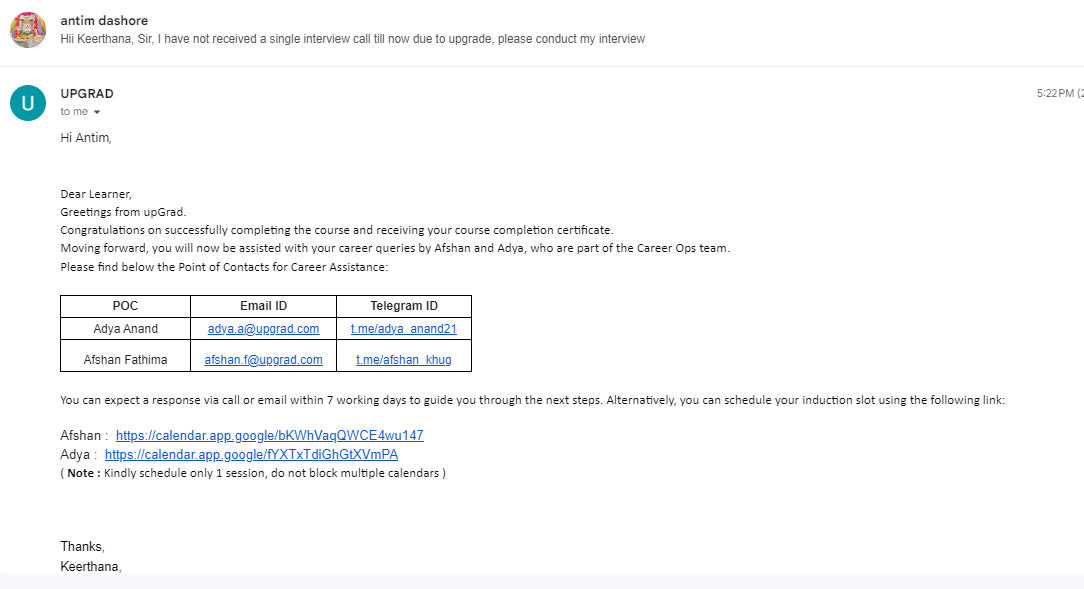 antim dashore
Hii Keerthana, Sir, I have not received a single interview call till now due to upgrade, please conduct my interview
U
UPGRAD
5:22 PM (2
to me
Hi Antim,
Dear Learner,
Greetings from upGrad.
Congratulations on successfully completing the course and receiving your course completion certificate.
Moving forward, you will now be assisted with your career queries by Afshan and Adya, who are part of the Career Ops team.
Please find below the Point of Contacts for Career Assistance:
POC Email ID Telegram ID
Adya Anand adya.a@upgrad.com t.me/adya_anand21
Afshan Fathima afshan.f@upgrad.com t.me/afshan_khug
You can expect a response via call or email within 7 working days to guide you through the next steps. Alternatively, you can schedule your induction slot using the following link:
Afshan : https://calendar.app.google/bKWhVaqQWCE4wu147
Adya : https://calendar.app.google/fYXTxTdiGhGtXVmPA
( Note : Kindly schedule only 1 session, do not block multiple calendars )
Thanks,
Keerthana,